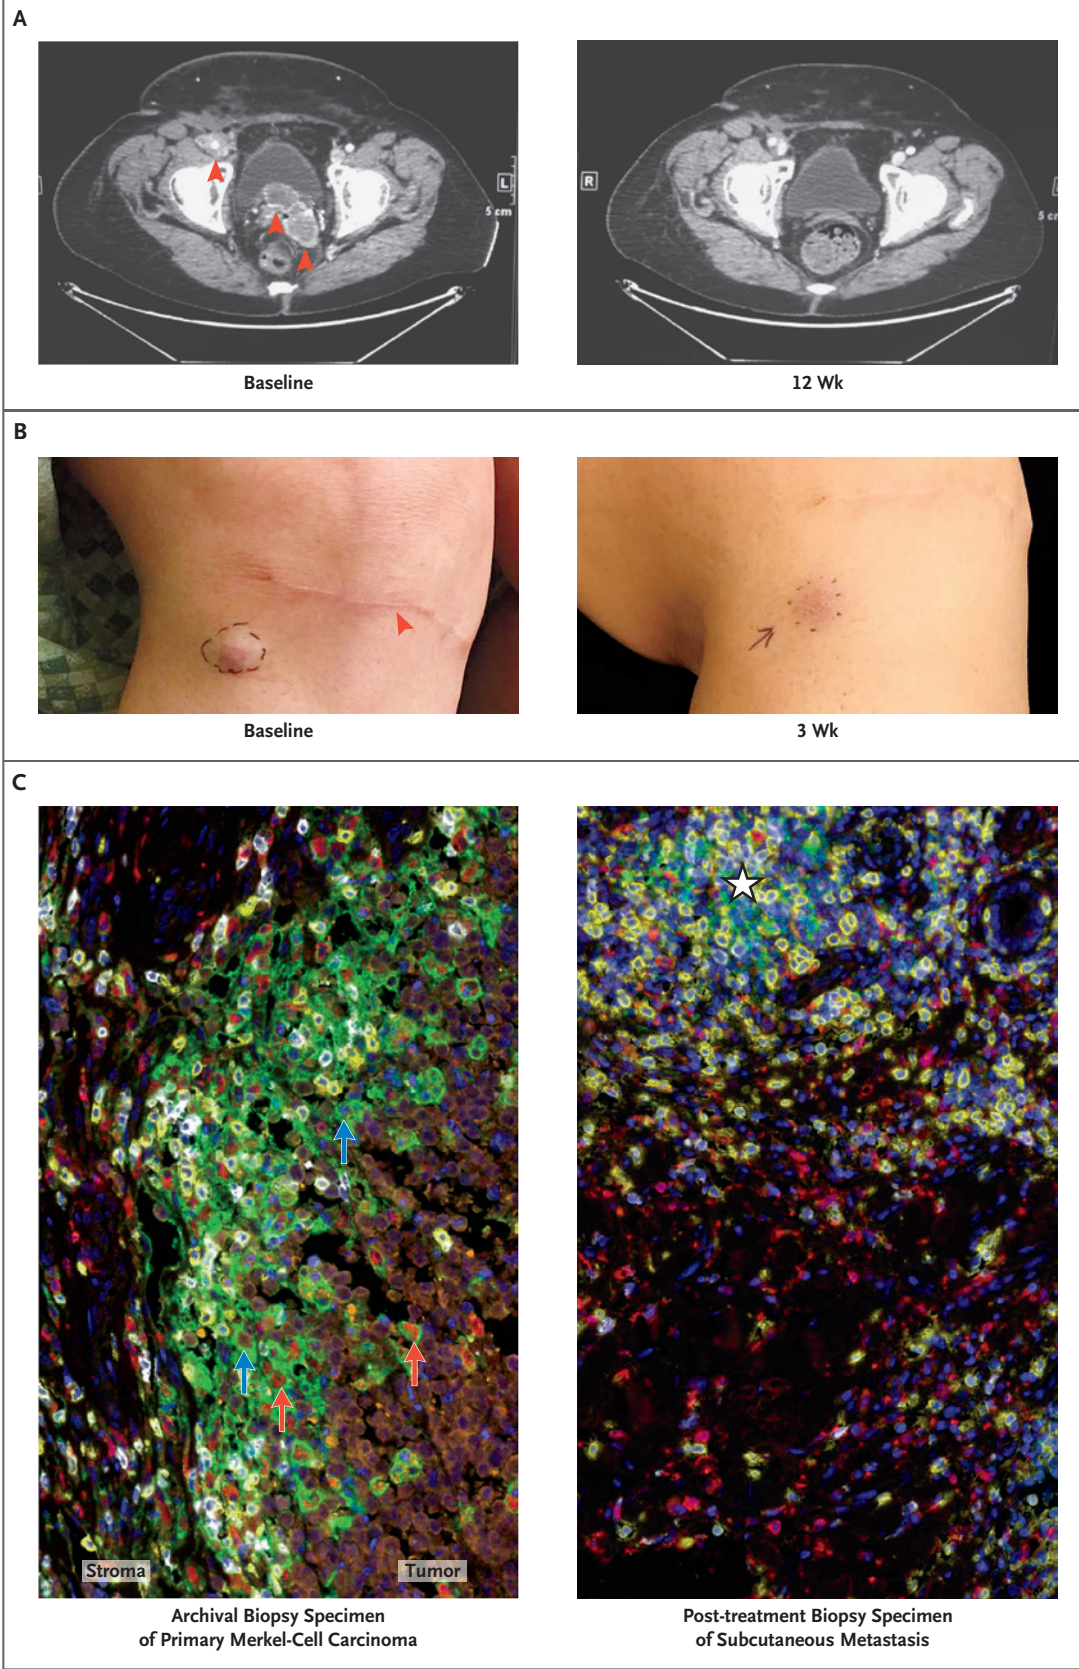 A
L
5 cm
R
5 cm
Baseline
12 Wk
B
Baseline
3 Wk
C
Stroma
Tumor
Archival Biopsy Specimen
of Primary Merkel-Cell Carcinoma
Post-treatment Biopsy Specimen
of Subcutaneous Metastasis